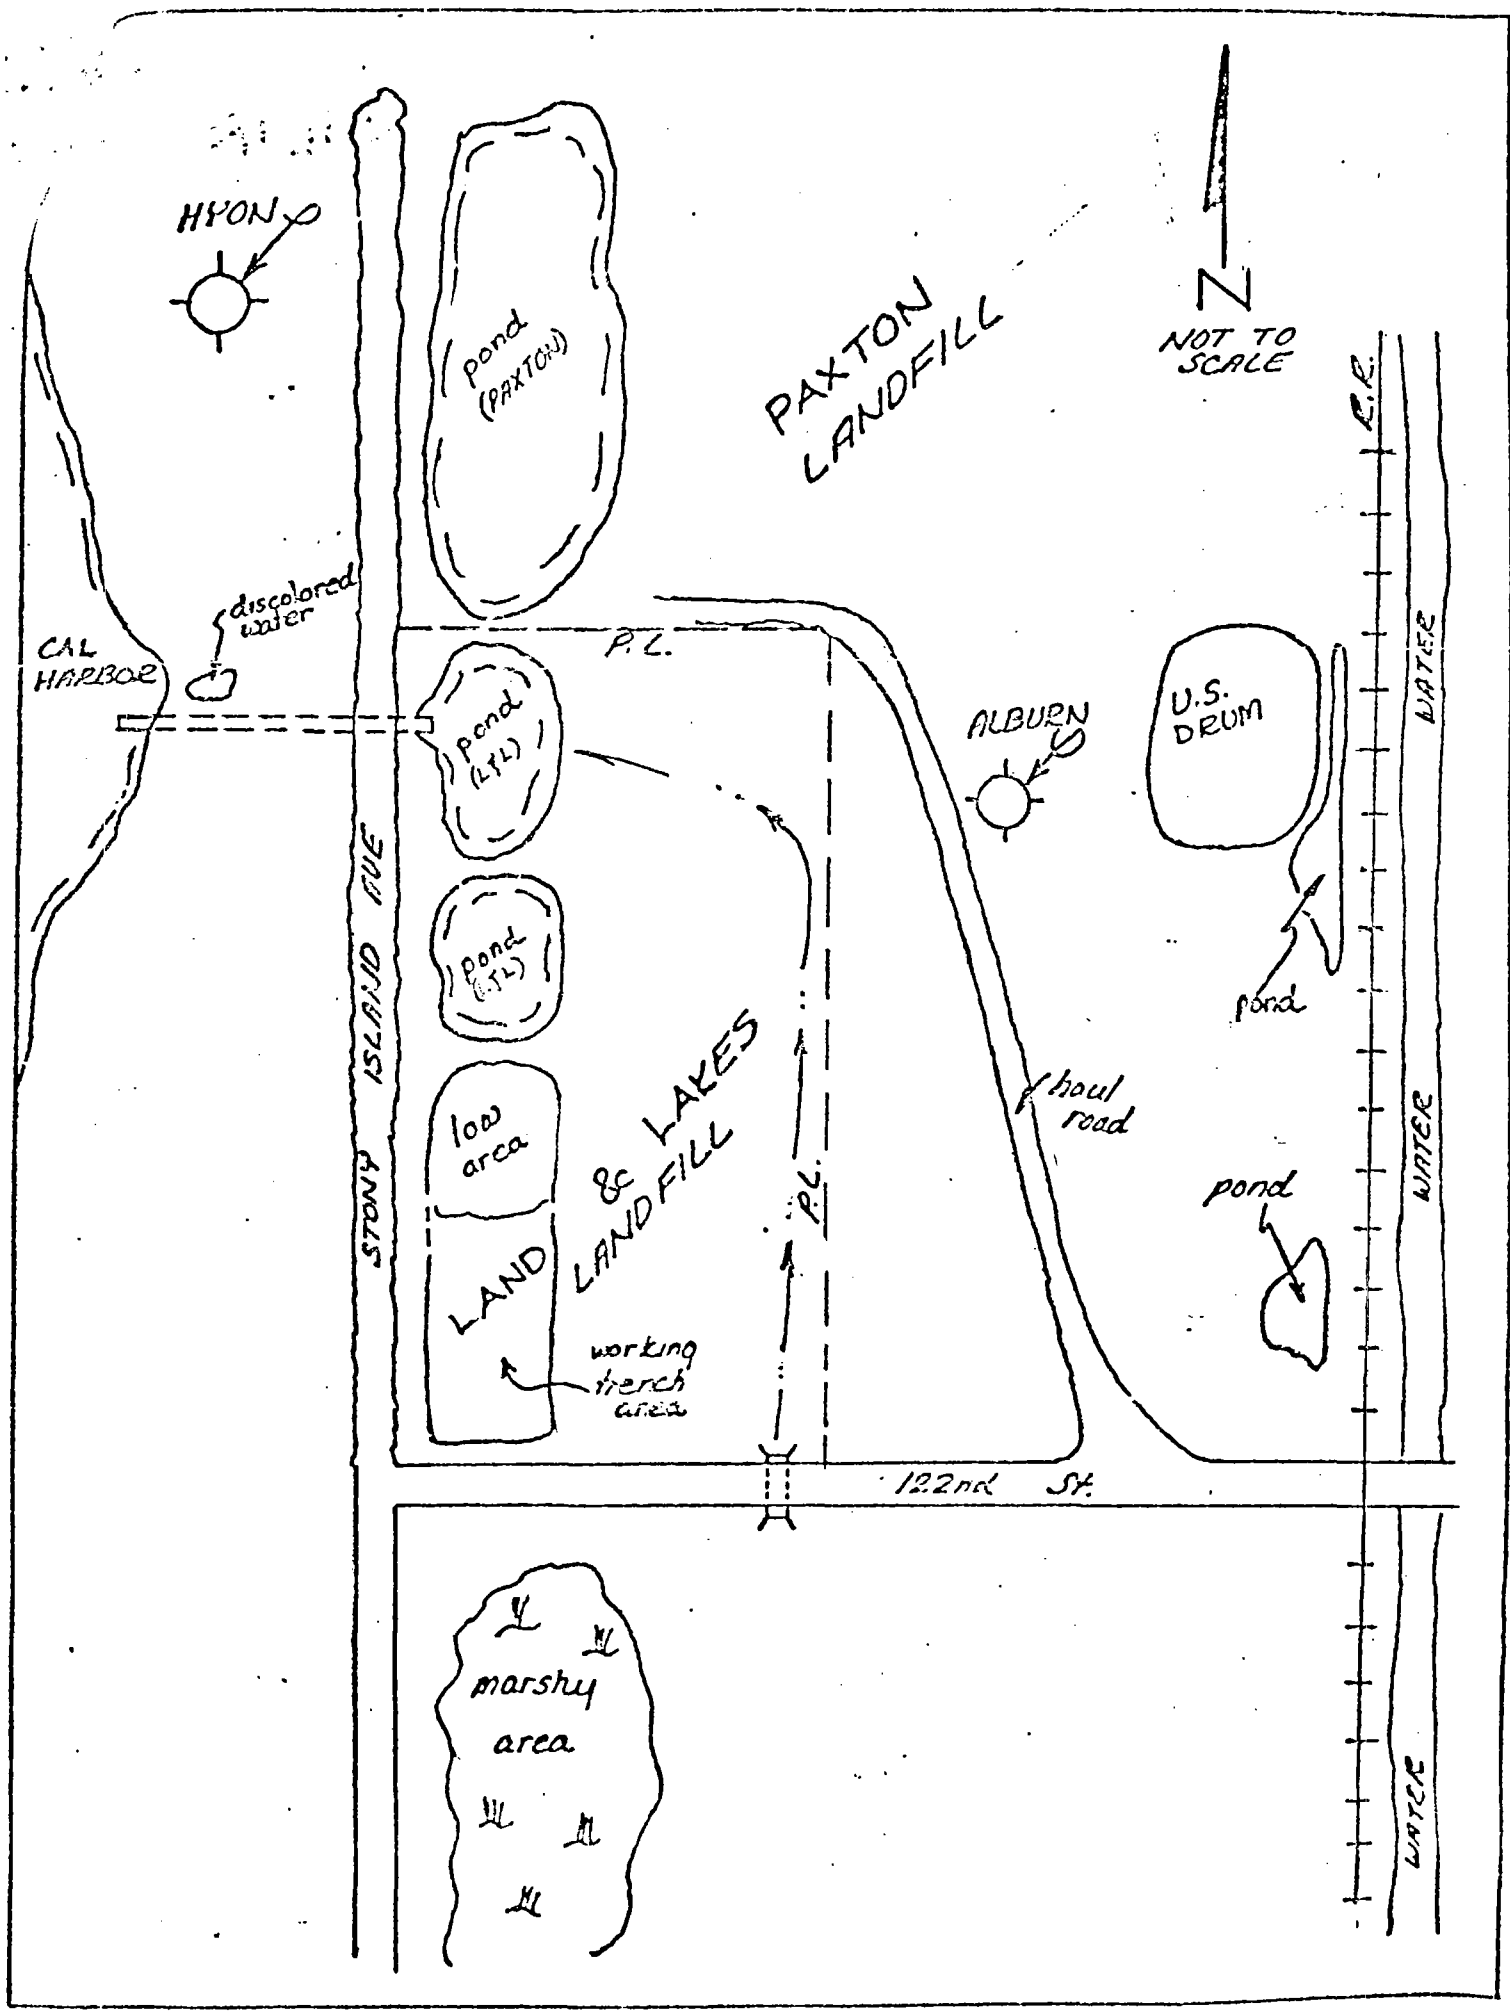 HYON
pond
(PAXTON)
PAXTON
LANDFILL
N
NOT TO
SCALE
R.R.
discolored
water
CAL
HARBOR
P.L.
pond
(L&L)
ALBURN
U.S.
DRUM
WATER
STONY ISLAND AVE
pond
(L&L)
pond
low
area
LAND & LAKES
LANDFILL
P.L.
haul
road
WATER
pond
working
trench
area
122nd St.
marshy
area
WATER